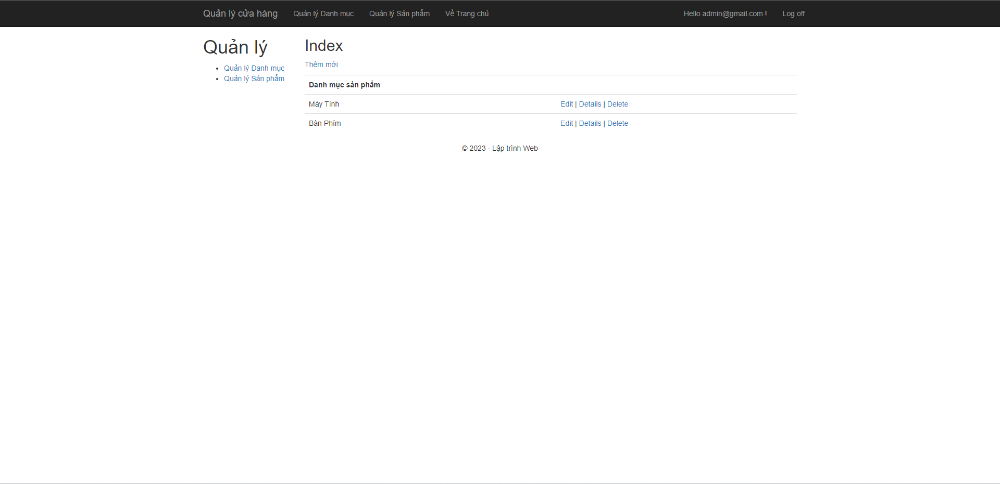 Quản lý cửa hàng Quản lý Danh mục Quản lý Sản phẩm Về Trang chủ Hello admin@gmail.com ! Log off
Quản lý
Quản lý Danh mục
Quản lý Sản phẩm
Index
Thêm mới
Danh mục sản phẩm
Máy Tính Edit | Details | Delete
Bàn Phím Edit | Details | Delete
© 2023 - Lập trình Web